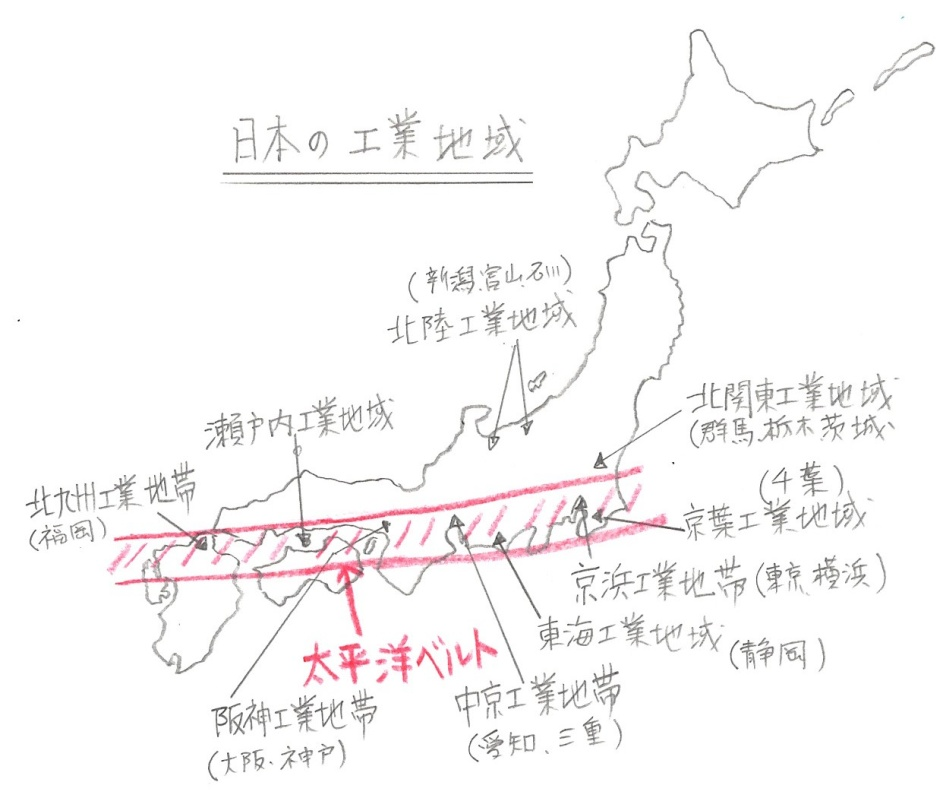 日本の工業地域
(新潟.富山.石川)
北陸工業地域
北関東工業地域
(群馬.栃木茨城)
瀬戸内工業地域
北九州工業地帯
(福岡)
(千葉)
京葉工業地域
京浜工業地帯(東京.横浜)
東海工業地域
(静岡)
太平洋ベルト
中京工業地帯
(愛知、三重)
阪神工業地帯
(大阪.神戸)